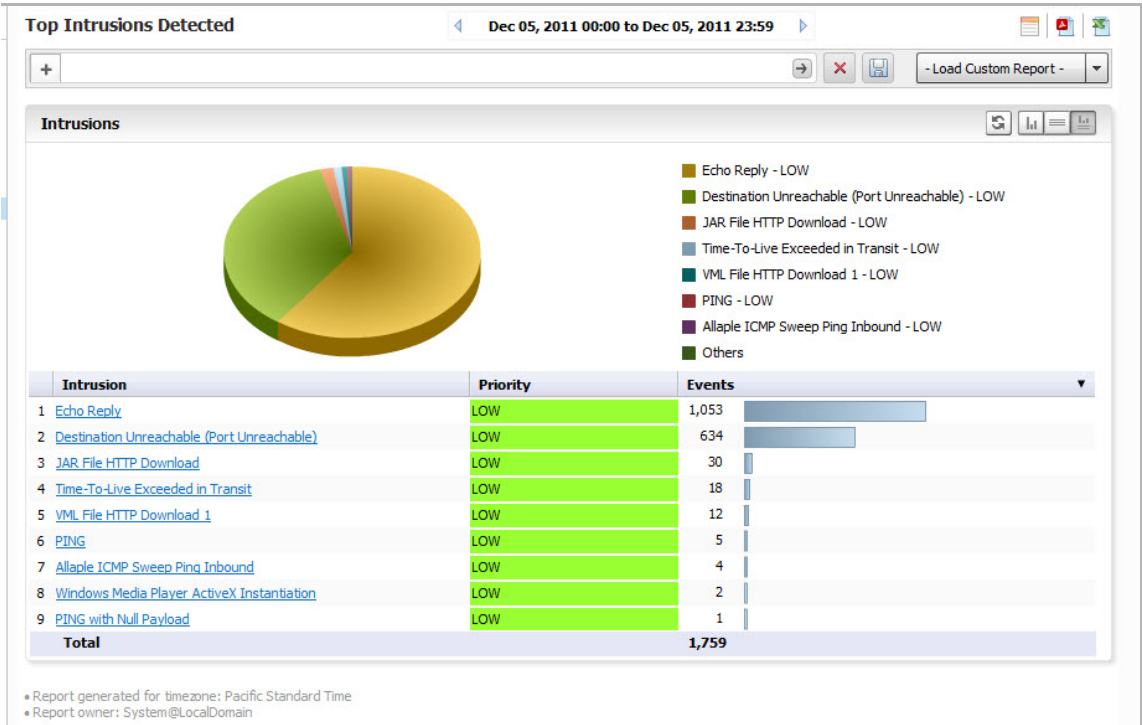 Top Intrusions Detected
Dec 05, 2011 00:00 to Dec 05, 2011 23:59
- Load Custom Report -
Intrusions
Echo Reply - LOW
Destination Unreachable (Port Unreachable) - LOW
JAR File HTTP Download - LOW
Time-To-Live Exceeded in Transit - LOW
VML File HTTP Download 1 - LOW
PING - LOW
Allaple ICMP Sweep Ping Inbound - LOW
Others
Intrusion Priority Events
1 Echo Reply LOW 1,053
2 Destination Unreachable (Port Unreachable) LOW 634
3 JAR File HTTP Download LOW 30
4 Time-To-Live Exceeded in Transit LOW 18
5 VML File HTTP Download 1 LOW 12
6 PING LOW 5
7 Allaple ICMP Sweep Ping Inbound LOW 4
8 Windows Media Player ActiveX Instantiation LOW 2
9 PING with Null Payload LOW 1
Total 1,759
• Report generated for timezone: Pacific Standard Time
• Report owner: System@LocalDomain